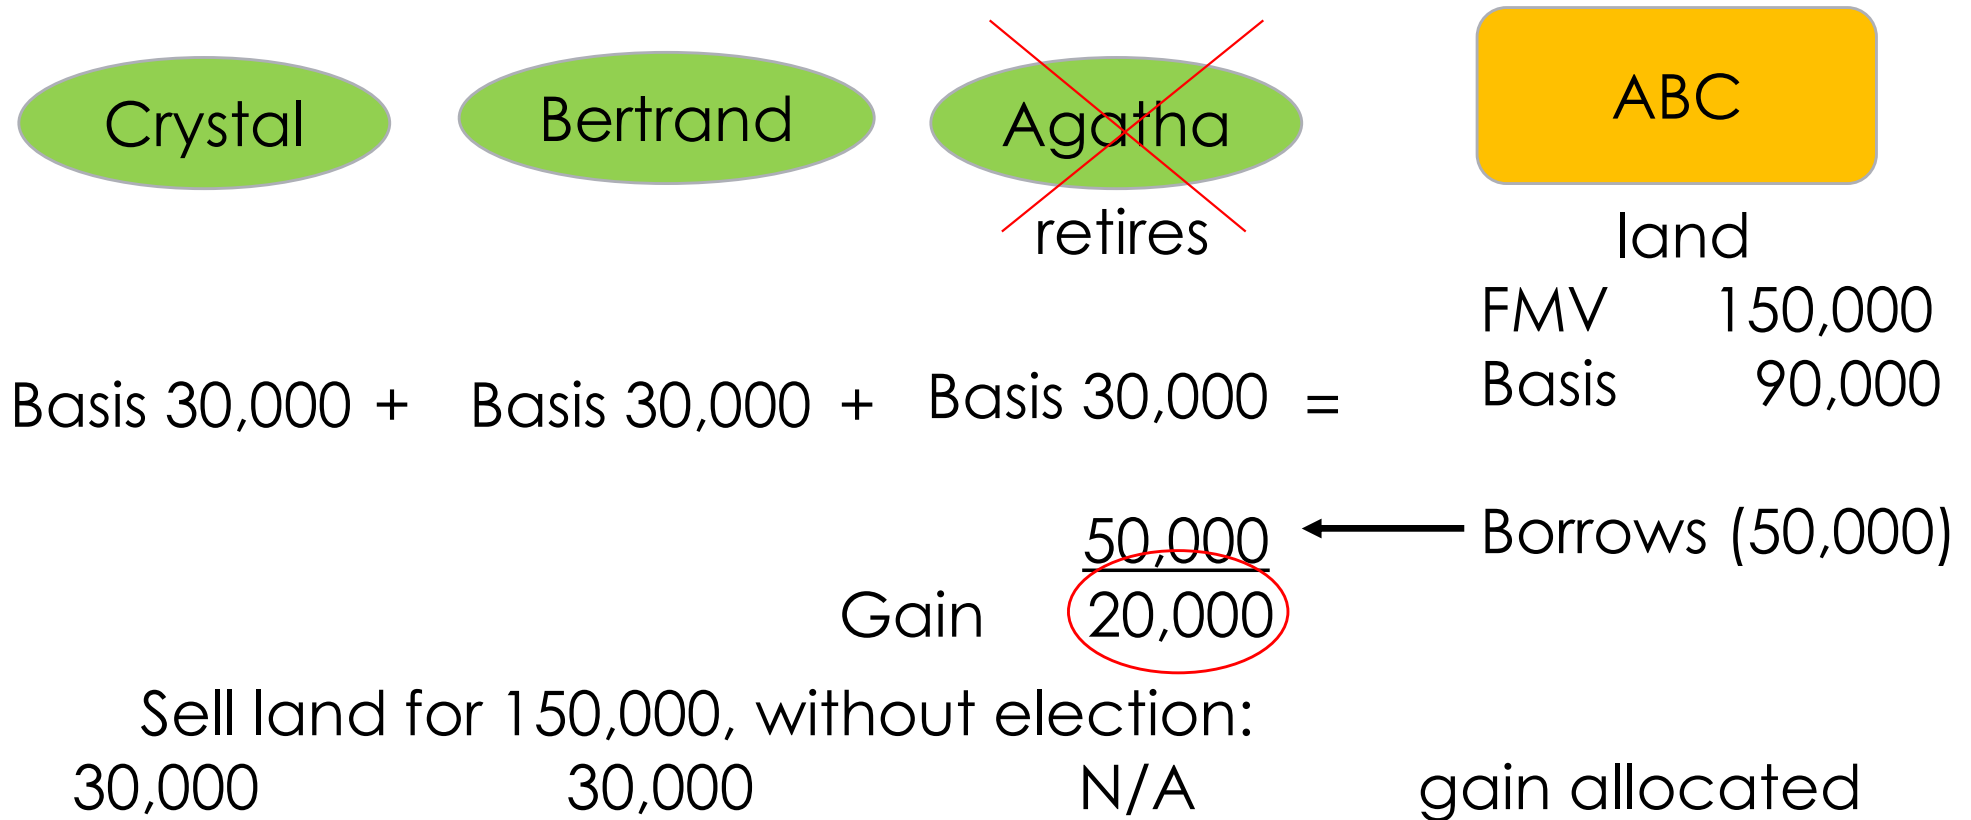 Crystal Bertrand Agatha ABC
retires land
FMV 150,000
Basis 30,000 + Basis 30,000 + Basis 30,000 = Basis 90,000
50,000 Borrows (50,000)
Gain 20,000
Sell land for 150,000, without election:
30,000 30,000 N/A gain allocated